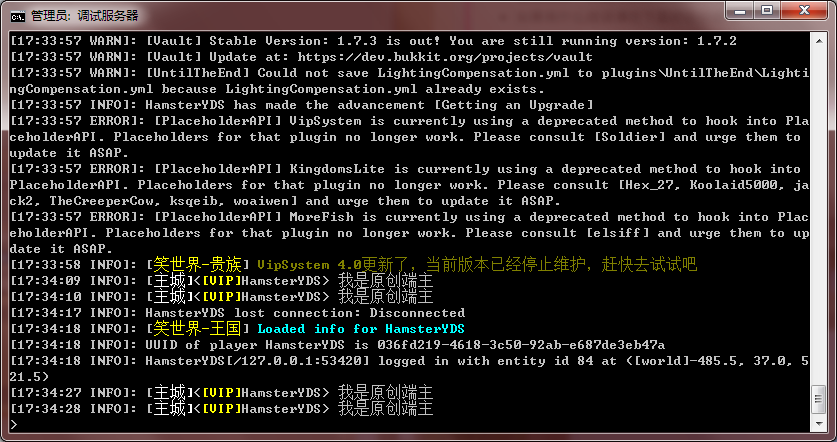 管理员: 调试服务器
[17:33:57 WARN]: [Vault] Stable Version: 1.7.3 is out! You are still running version: 1.7.2
[17:33:57 WARN]: [Vault] Update at: https://dev.bukkit.org/projects/vault
[17:33:57 WARN]: [UntilTheEnd] Could not save LightingCompensation.yml to plugins\UntilTheEnd\Lighti
ngCompensation.yml because LightingCompensation.yml already exists.
[17:33:57 INFO]: HamsterYDS has made the advancement [Getting an Upgrade]
[17:33:57 ERROR]: [PlaceholderAPI] VipSystem is currently using a deprecated method to hook into Pla
ceholderAPI. Placeholders for that plugin no longer work. Please consult [Soldier] and urge them to
update it ASAP.
[17:33:57 ERROR]: [PlaceholderAPI] KingdomsLite is currently using a deprecated method to hook into
PlaceholderAPI. Placeholders for that plugin no longer work. Please consult [Hex_27, Koolaid5000, ja
ck2, TheCreeperCow, ksqeib, woaiwen] and urge them to update it ASAP.
[17:33:57 ERROR]: [PlaceholderAPI] MoreFish is currently using a deprecated method to hook into Plac
eholderAPI. Placeholders for that plugin no longer work. Please consult [elsiff] and urge them to up
date it ASAP.
[17:33:58 INFO]: [笑世界-贵族] VipSystem 4.0更新了，当前版本已经停止维护，赶快去试试吧
[17:34:09 INFO]: [主城]<[VIP]HamsterYDS> 我是原创端主
[17:34:10 INFO]: [主城]<[VIP]HamsterYDS> 我是原创端主
[17:34:17 INFO]: HamsterYDS lost connection: Disconnected
[17:34:18 INFO]: [笑世界-王国] Loaded info for HamsterYDS
[17:34:18 INFO]: UUID of player HamsterYDS is 036fd219-4618-3c50-92ab-e687de3eb47a
[17:34:18 INFO]: HamsterYDS[/127.0.0.1:53420] logged in with entity id 84 at ([world]-485.5, 37.0, 5
21.5)
[17:34:27 INFO]: [主城]<[VIP]HamsterYDS> 我是原创端主
[17:34:28 INFO]: [主城]<[VIP]HamsterYDS> 我是原创端主
>